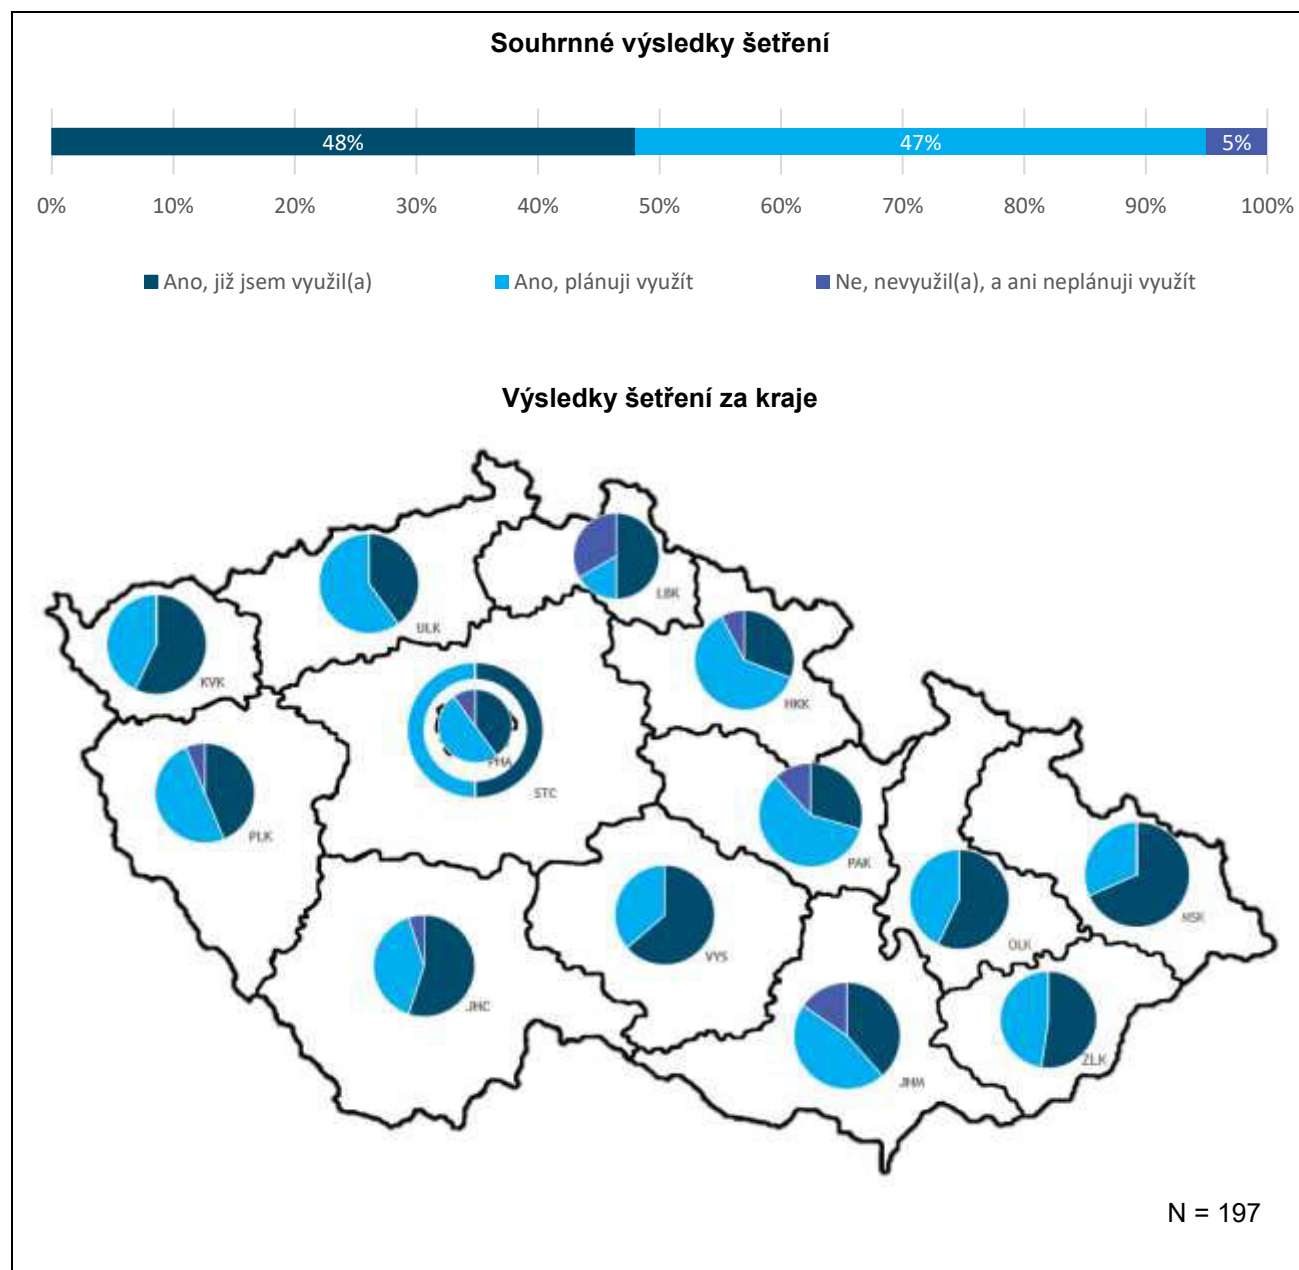 Souhrnné výsledky šetření
48% 47% 5%
0% 10% 20% 30% 40% 50% 60% 70% 80% 90% 100%
Ano, již jsem využil(a) Ano, plánuji využít Ne, nevyužil(a), a ani neplánuji využít
Výsledky šetření za kraje
LBK
ULK
KVK
HKK
PHA
STC
PLK
PAK
MSK
OLK
VYS
JHC
ZLK
JHM
N = 197